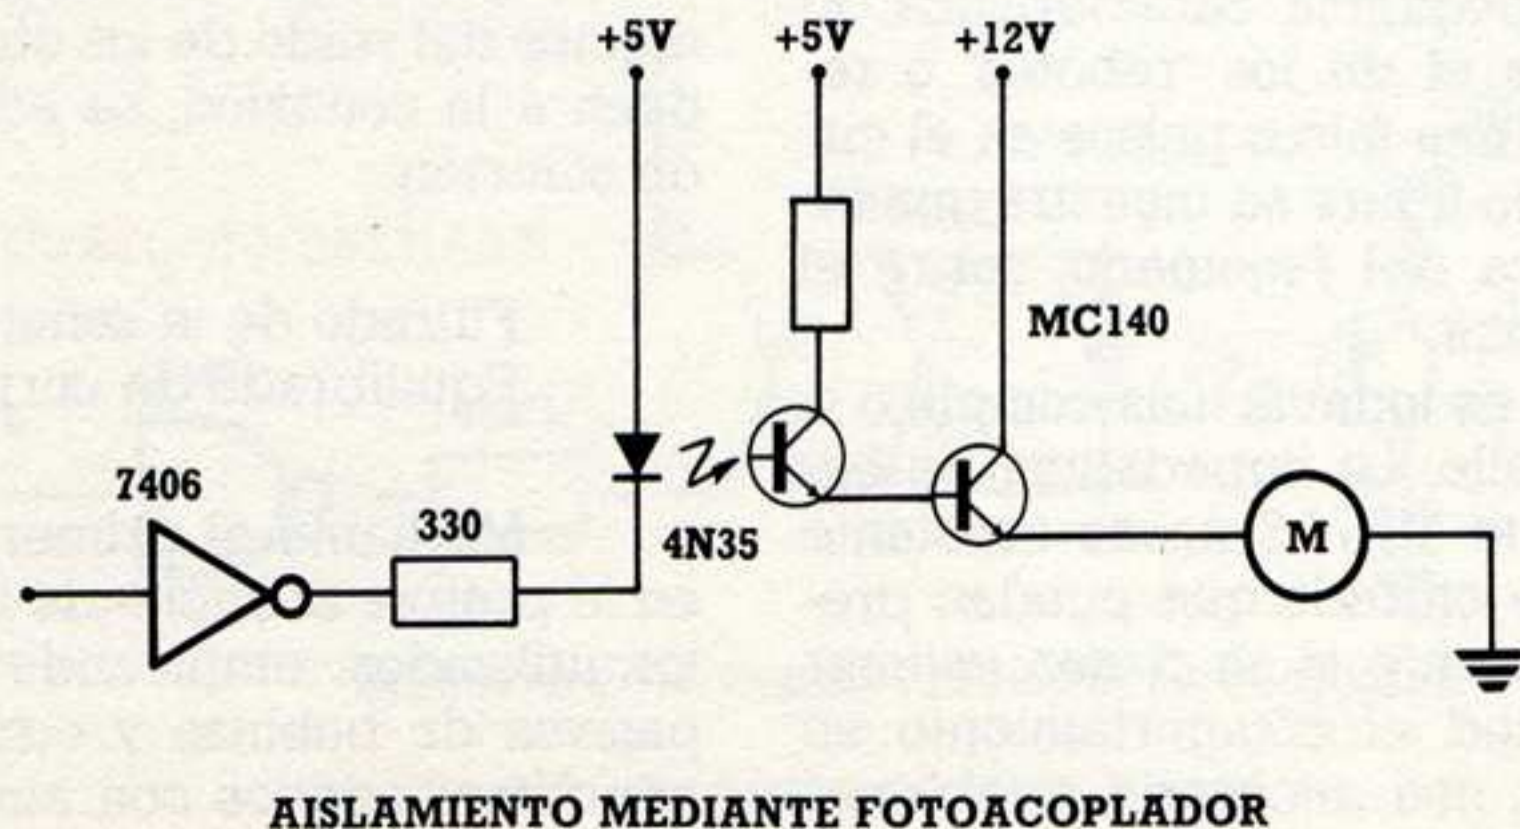 +5V +5V +12V
MC140
7406
330
4N35
M
AISLAMIENTO MEDIANTE FOTOACOPLADOR